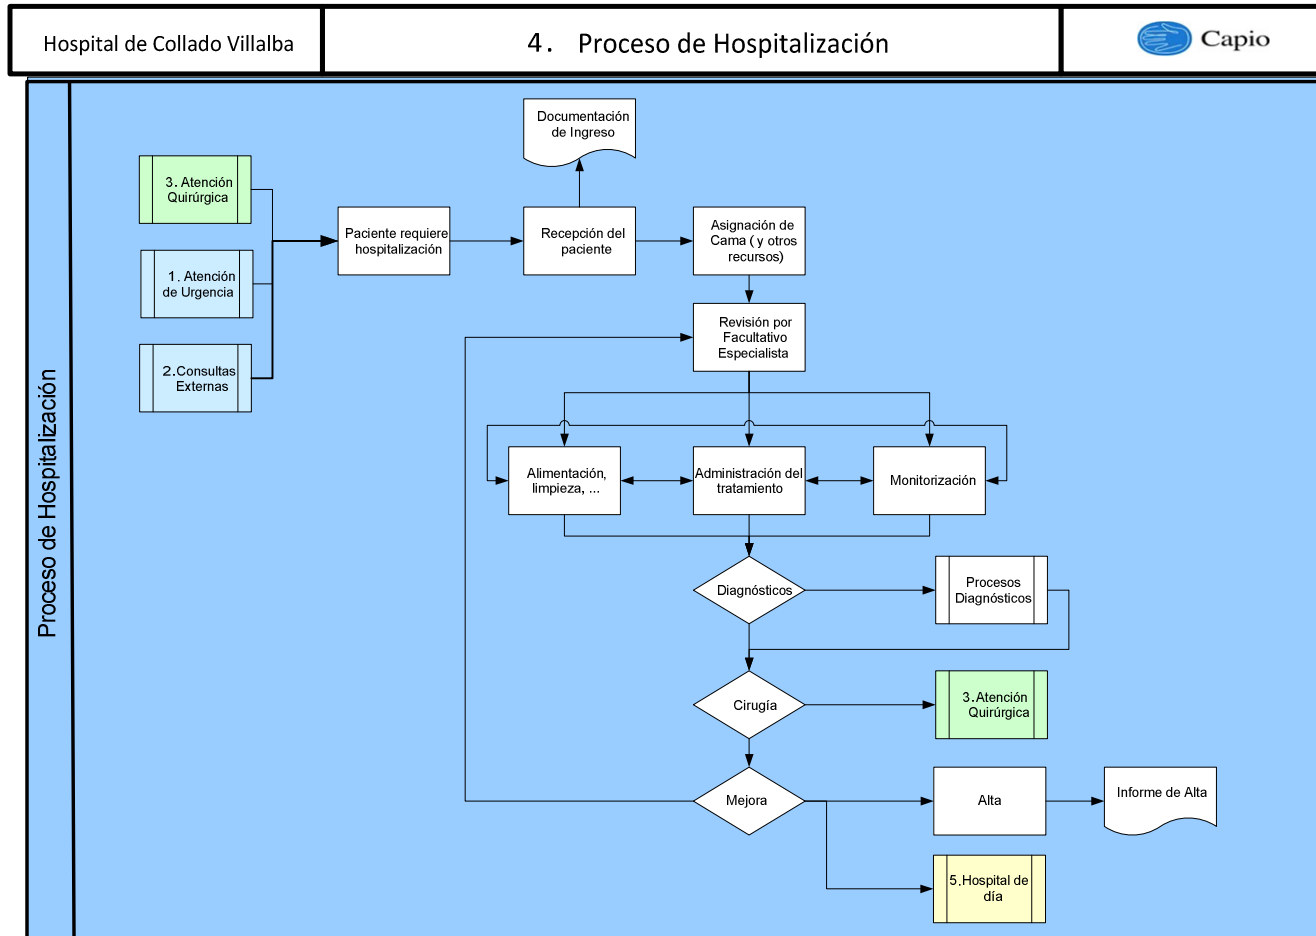 Hospital de Collado Villalba
4. Proceso de Hospitalización
Capio
Proceso de Hospitalización
Documentación
de Ingreso
3. Atención
Quirúrgica
1. Atención
de Urgencia
2.Consultas
Externas
Paciente requiere
hospitalización
Recepción del
paciente
Asignación de
Cama ( y otros
recursos)
Revisión por
Facultativo
Especialista
Alimentación,
limpieza, ...
Administración del
tratamiento
Monitorización
Diagnósticos
Procesos
Diagnósticos
Cirugía
3.Atención
Quirúrgica
Mejora
Alta
Informe de Alta
5.Hospital de
día